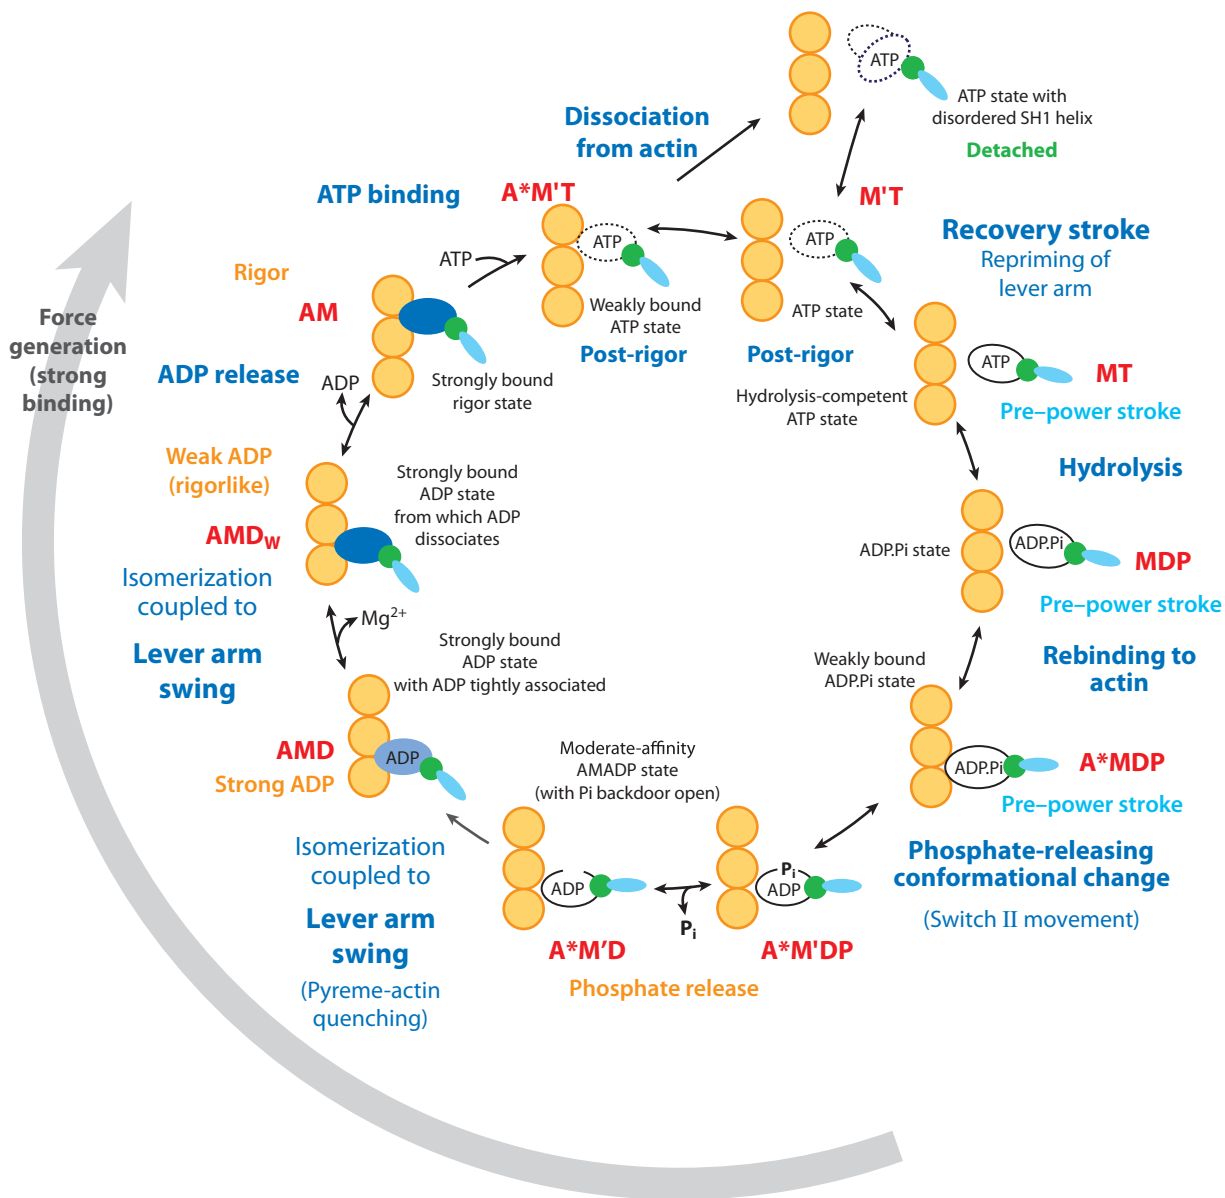 ATP
ATP state with
disordered SH1 helix
Detached
Dissociation
from actin
ATP binding
A*M'T
ATP
Weakly bound
ATP state
Post-rigor
M'T
ATP
ATP state
Post-rigor
Recovery stroke
Repriming of
lever arm
ATP
MT
Hydrolysis-competent
ATP state
Pre–power stroke
Hydrolysis
ADP.Pi state
ADP.Pi
MDP
Pre–power stroke
Rebinding to
actin
Weakly bound
ADP.Pi state
ADP.Pi
A*MDP
Pre–power stroke
Phosphate-releasing
conformational change
(Switch II movement)
Pi
ADP
A*M'DP
Pi
Phosphate release
Moderate-affinity
AMADP state
(with Pi backdoor open)
ADP
A*M'D
Isomerization
coupled to
Lever arm
swing
(Pyreme-actin
quenching)
AMD
Strong ADP
ADP
Strongly bound
ADP state
with ADP tightly associated
Mg2+
Isomerization
coupled to
Lever arm
swing
Weak ADP
(rigorlike)
AMDW
Strongly bound
ADP state
from which ADP
dissociates
ADP release
ADP
Rigor
AM
Strongly bound
rigor state
ATP
Force
generation
(strong
binding)